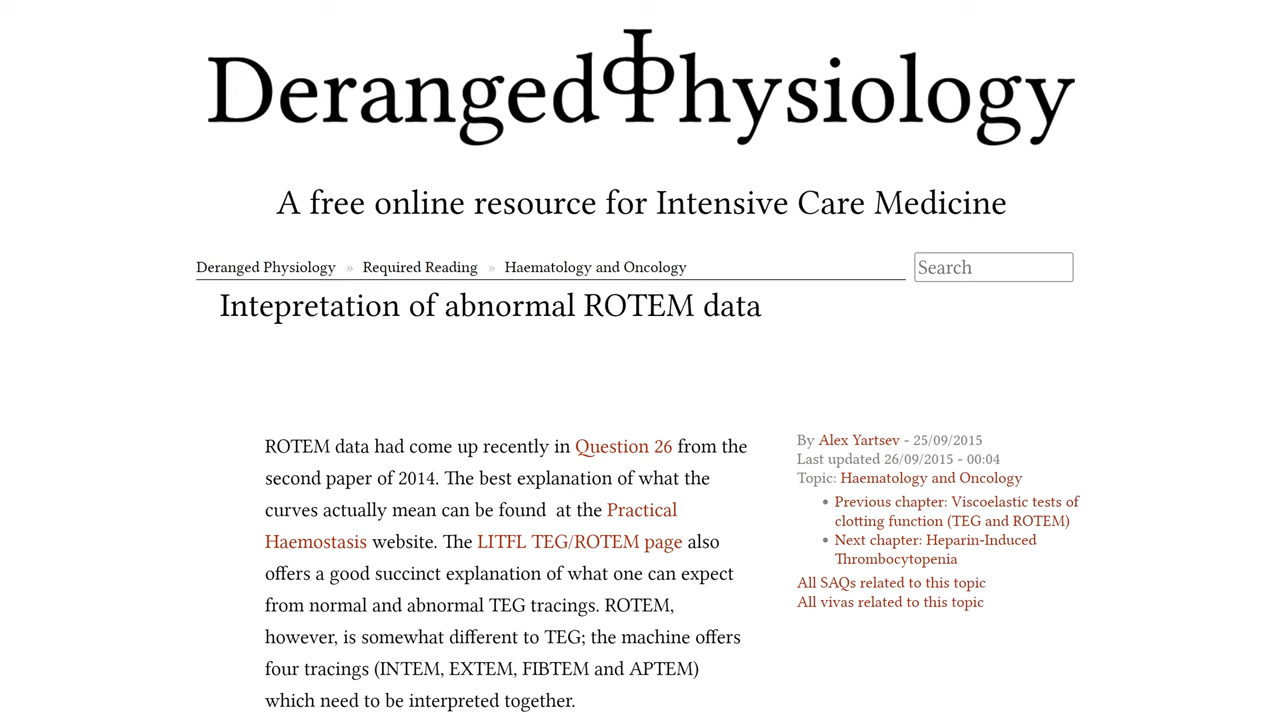 DerangedΦhysiology
A free online resource for Intensive Care Medicine
Deranged Physiology » Required Reading » Haematology and Oncology
Search
Intepretation of abnormal ROTEM data
ROTEM data had come up recently in Question 26 from the
second paper of 2014. The best explanation of what the
curves actually mean can be found at the Practical
Haemostasis website. The LITFL TEG/ROTEM page also
offers a good succinct explanation of what one can expect
from normal and abnormal TEG tracings. ROTEM,
however, is somewhat different to TEG; the machine offers
four tracings (INTEM, EXTEM, FIBTEM and APTEM)
which need to be interpreted together.
By Alex Yartsev - 25/09/2015
Last updated 26/09/2015 - 00:04
Topic: Haematology and Oncology
• Previous chapter: Viscoelastic tests of
clotting function (TEG and ROTEM)
• Next chapter: Heparin-Induced
Thrombocytopenia
All SAQs related to this topic
All vivas related to this topic